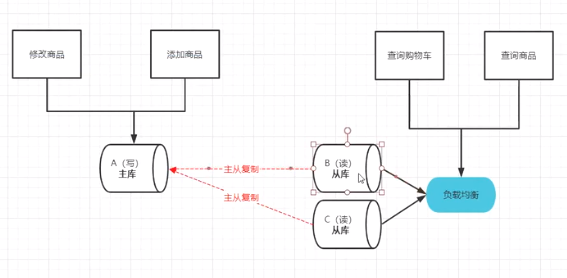 修改商品
添加商品
查询购物车
查询商品
A（写）
主库
主从复制
B（读）
从库
主从复制
C（读）
从库
负载均衡